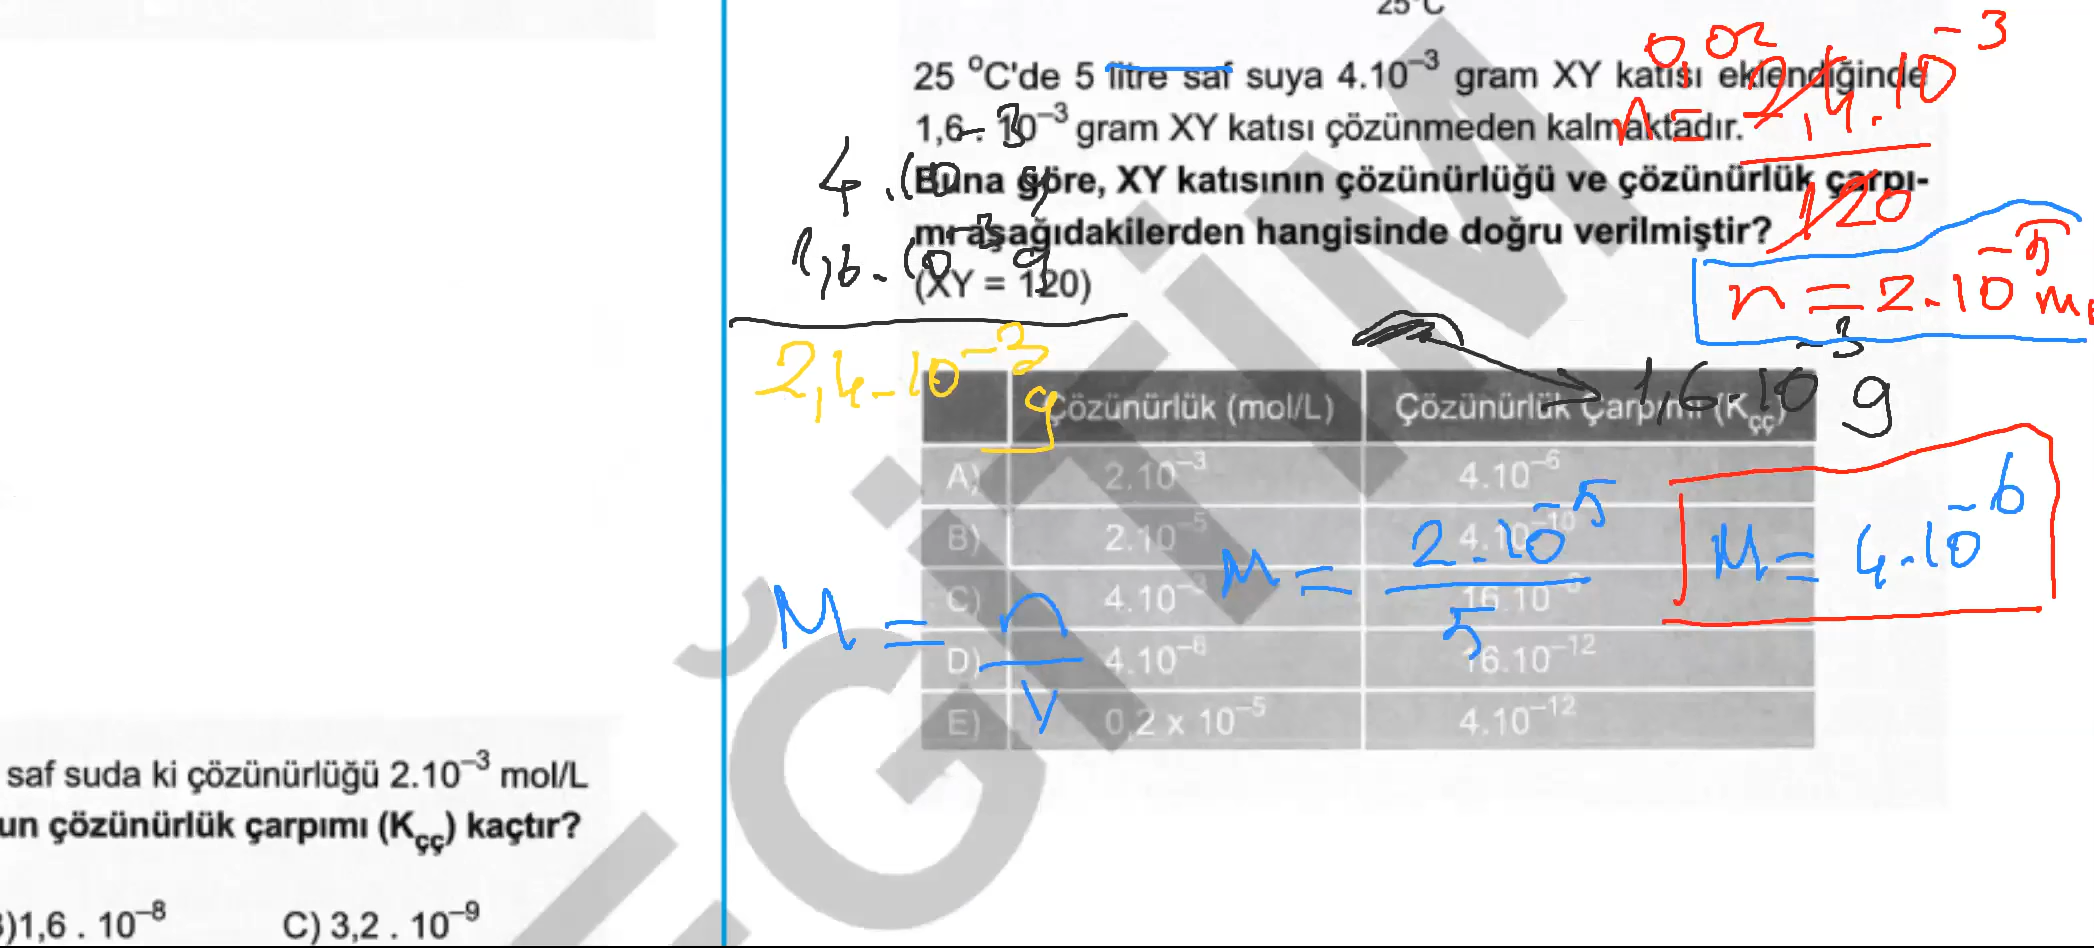 25 °C
25 °C'de 5 litre saf suya 4.10⁻³ gram XY katısı eklendiğinde
1,6. 10⁻³ gram XY katısı çözünmeden kalmaktadır.
Buna göre, XY katısının çözünürlüğü ve çözünürlük çarpı-
mı aşağıdakilerden hangisinde doğru verilmiştir?
(XY = 120)
4.10⁻³ g
1,6.10⁻³ g
2,4.10⁻³ g
0,02
n = 2,4.10⁻³
120
n = 2.10⁻⁵
1,6.10⁻³ g
Çözünürlük (mol/L) Çözünürlük Çarpımı (Kçç)
A) 2.10⁻³ 4.10⁻⁶
B) 2.10⁻⁵ 4.10⁻¹⁰
C) 4.10 16.10
D) 4.10⁻⁶ 16.10⁻¹²
E) 0,2 x 10⁻⁵ 4.10⁻¹²
M = n
V
M = 2.10⁻⁵
5
M = 4.10⁻⁶
saf suda ki çözünürlüğü 2.10⁻³ mol/L
un çözünürlük çarpımı (Kçç) kaçtır?
)1,6 . 10⁻⁸ C) 3,2 . 10⁻⁹
EĞİTİM